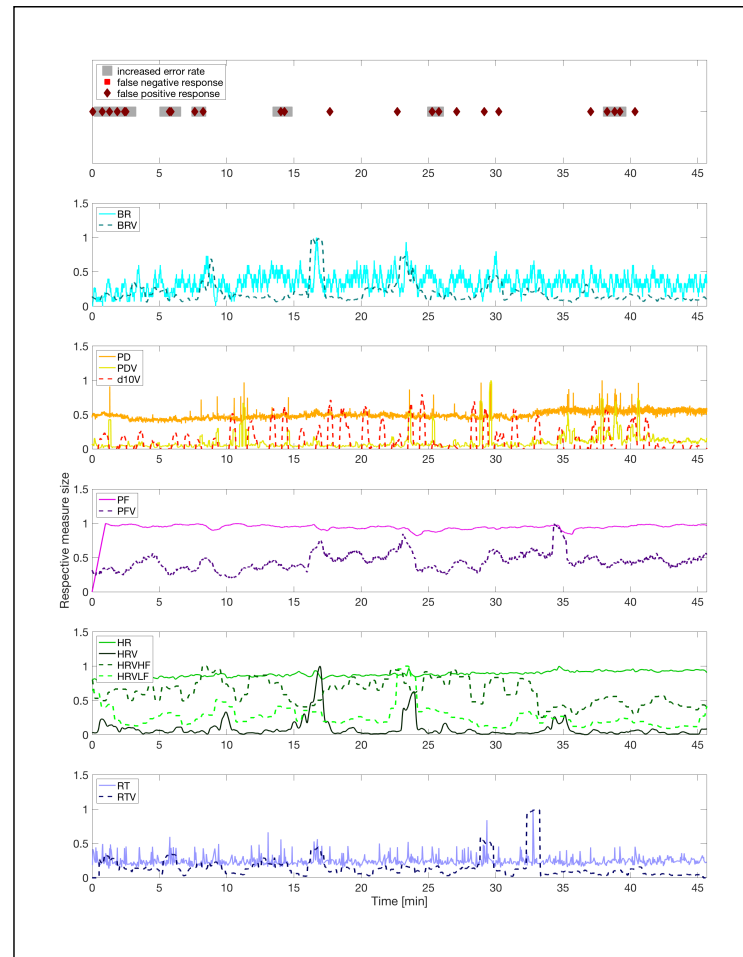 increased error rate
false negative response
false positive response
0 5 10 15 20 25 30 35 40 45
1.5
1
0.5
0
BR
BRV
0 5 10 15 20 25 30 35 40 45
1.5
1
0.5
0
PD
PDV
d10V
0 5 10 15 20 25 30 35 40 45
Respective measure size
1.5
1
0.5
0
PF
PFV
0 5 10 15 20 25 30 35 40 45
1.5
1
0.5
0
HR
HRV
HRVHF
HRVLF
0 5 10 15 20 25 30 35 40 45
1.5
1
0.5
0
RT
RTV
0 5 10 15 20 25 30 35 40 45
Time [min]